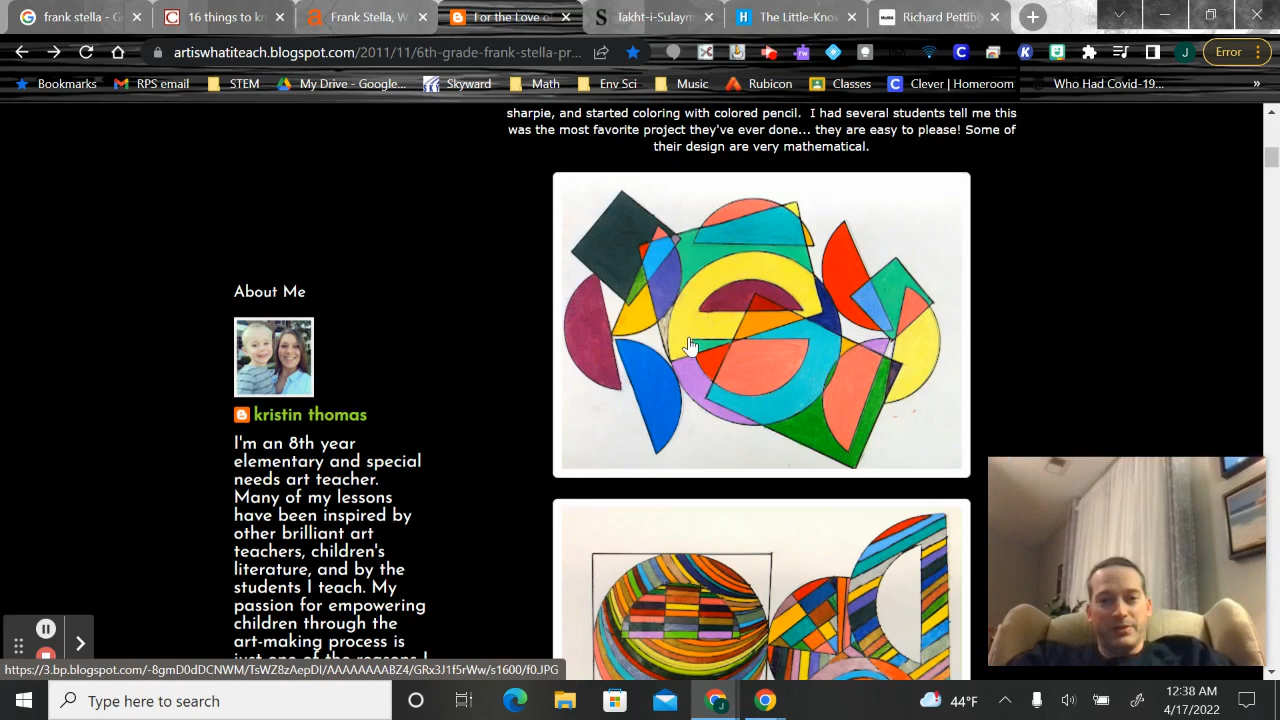 frank stella - G
16 things to kn
Frank Stella, W
For the Love o
Takht-i-Sulaym
The Little-Know
Richard Pettibo
artiswhatiteach.blogspot.com/2011/11/6th-grade-frank-stella-pr...
Error
Bookmarks
RPS email
STEM
My Drive - Google...
Skyward
Math
Env Sci
Music
Rubicon
Classes
Clever | Homeroom
Who Had Covid-19...
»
sharpie, and started coloring with colored pencil. I had several students tell me this
was the most favorite project they've ever done... they are easy to please! Some of
their design are very mathematical.
About Me
kristin thomas
I'm an 8th year
elementary and special
needs art teacher.
Many of my lessons
have been inspired by
other brilliant art
teachers, children's
literature, and by the
students I teach. My
passion for empowering
children through the
art-making process is
just one of the reasons I
https://3.bp.blogspot.com/-8gmD0dDCNWM/TsWZ8zAepDI/AAAAAAAABZ4/GRx3J1f5rWw/s1600/f0.JPG
Type here to search
44°F
12:38 AM
4/17/2022